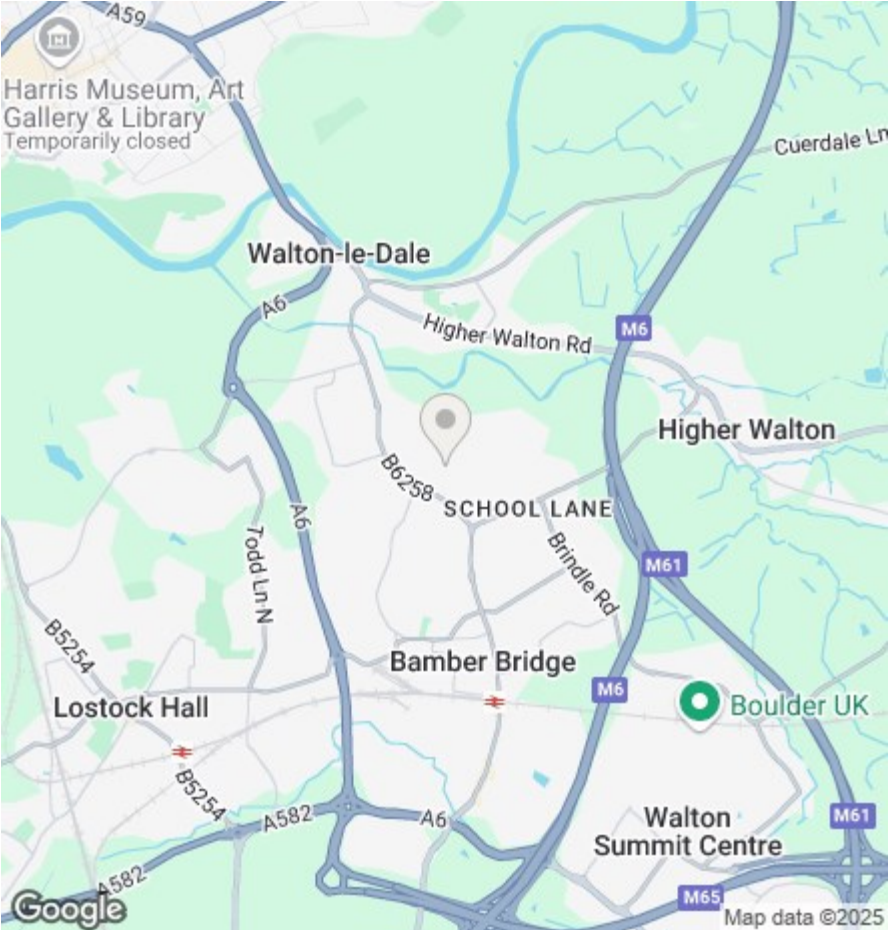 A59
Harris Museum, Art
Gallery & Library
Temporarily closed
Cuerdale Ln
Walton-le-Dale
A6
Higher Walton Rd
M6
Higher Walton
B6258
SCHOOL LANE
A6
Todd Ln N
Brindle Rd
M61
B5254
Bamber Bridge
M6
Lostock Hall
Boulder UK
B5254
A582
A6
Walton
Summit Centre
M61
A582
M65
Google
Map data ©2025